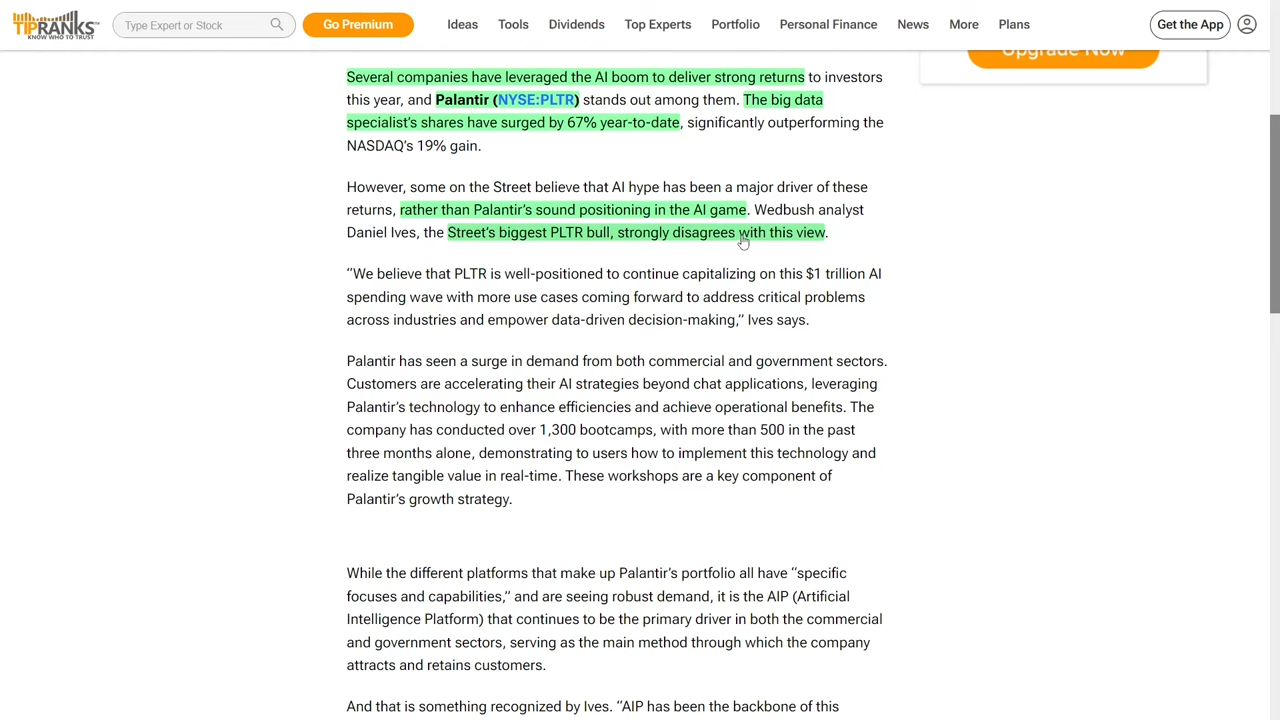 TIPRANKS
KNOW WHO TO TRUST
Type Expert or Stock
Go Premium
Ideas
Tools
Dividends
Top Experts
Portfolio
Personal Finance
News
More
Plans
Get the App
Upgrade Now
Several companies have leveraged the AI boom to deliver strong returns to investors
this year, and Palantir (NYSE:PLTR) stands out among them. The big data
specialist’s shares have surged by 67% year-to-date, significantly outperforming the
NASDAQ’s 19% gain.
However, some on the Street believe that AI hype has been a major driver of these
returns, rather than Palantir’s sound positioning in the AI game. Wedbush analyst
Daniel Ives, the Street’s biggest PLTR bull, strongly disagrees with this view.
“We believe that PLTR is well-positioned to continue capitalizing on this $1 trillion AI
spending wave with more use cases coming forward to address critical problems
across industries and empower data-driven decision-making,” Ives says.
Palantir has seen a surge in demand from both commercial and government sectors.
Customers are accelerating their AI strategies beyond chat applications, leveraging
Palantir’s technology to enhance efficiencies and achieve operational benefits. The
company has conducted over 1,300 bootcamps, with more than 500 in the past
three months alone, demonstrating to users how to implement this technology and
realize tangible value in real-time. These workshops are a key component of
Palantir’s growth strategy.
While the different platforms that make up Palantir’s portfolio all have “specific
focuses and capabilities,” and are seeing robust demand, it is the AIP (Artificial
Intelligence Platform) that continues to be the primary driver in both the commercial
and government sectors, serving as the main method through which the company
attracts and retains customers.
And that is something recognized by Ives. “AIP has been the backbone of this